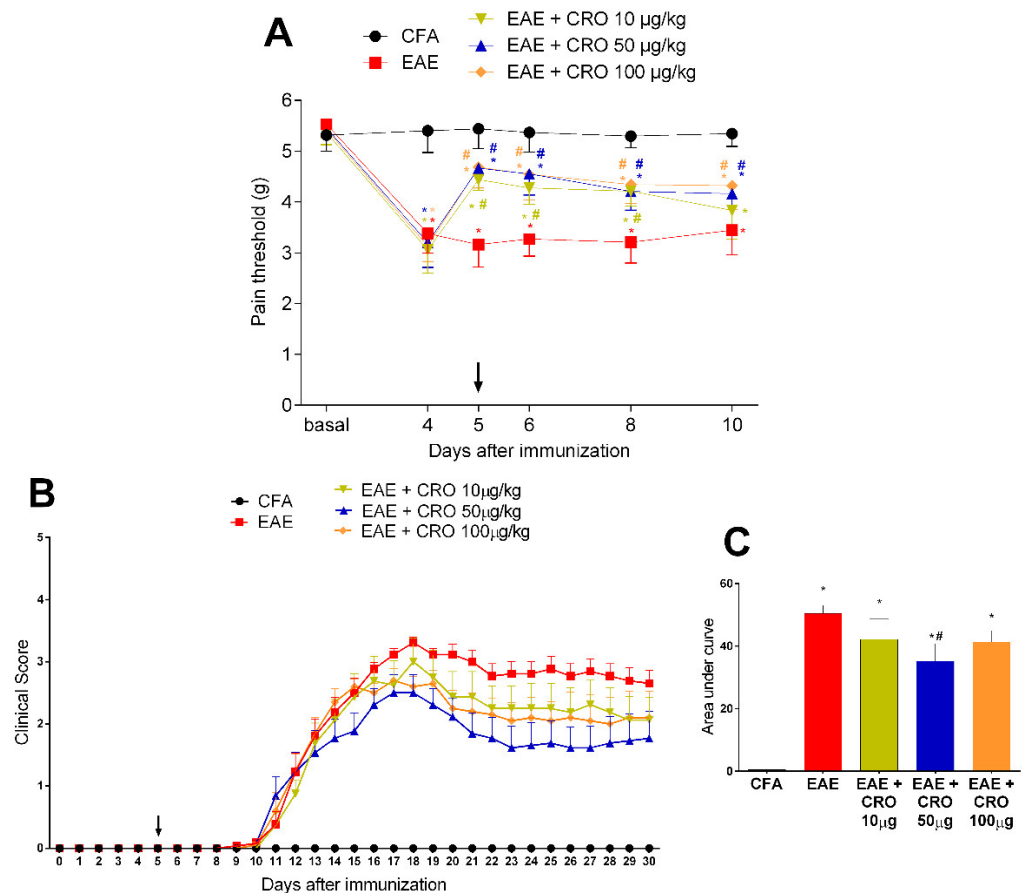 A
CFA
EAE
EAE + CRO 10 µg/kg
EAE + CRO 50 µg/kg
EAE + CRO 100 µg/kg
Pain threshold (g)
6
5
4
3
2
1
0
# # # # # # # #
* * * * * * * *
* *
* *
* # * # * # *
* * * *
basal 4 5 6 8 10
Days after immunization
B
CFA
EAE
EAE + CRO 10µg/kg
EAE + CRO 50µg/kg
EAE + CRO 100µg/kg
Clinical Score
5
4
3
2
1
0
0 1 2 3 4 5 6 7 8 9 10 11 12 13 14 15 16 17 18 19 20 21 22 23 24 25 26 27 28 29 30
Days after immunization
C
Area under curve
60
40
20
0
* * *# *
CFA
EAE
EAE +
CRO
10µg
EAE +
CRO
50µg
EAE +
CRO
100µg